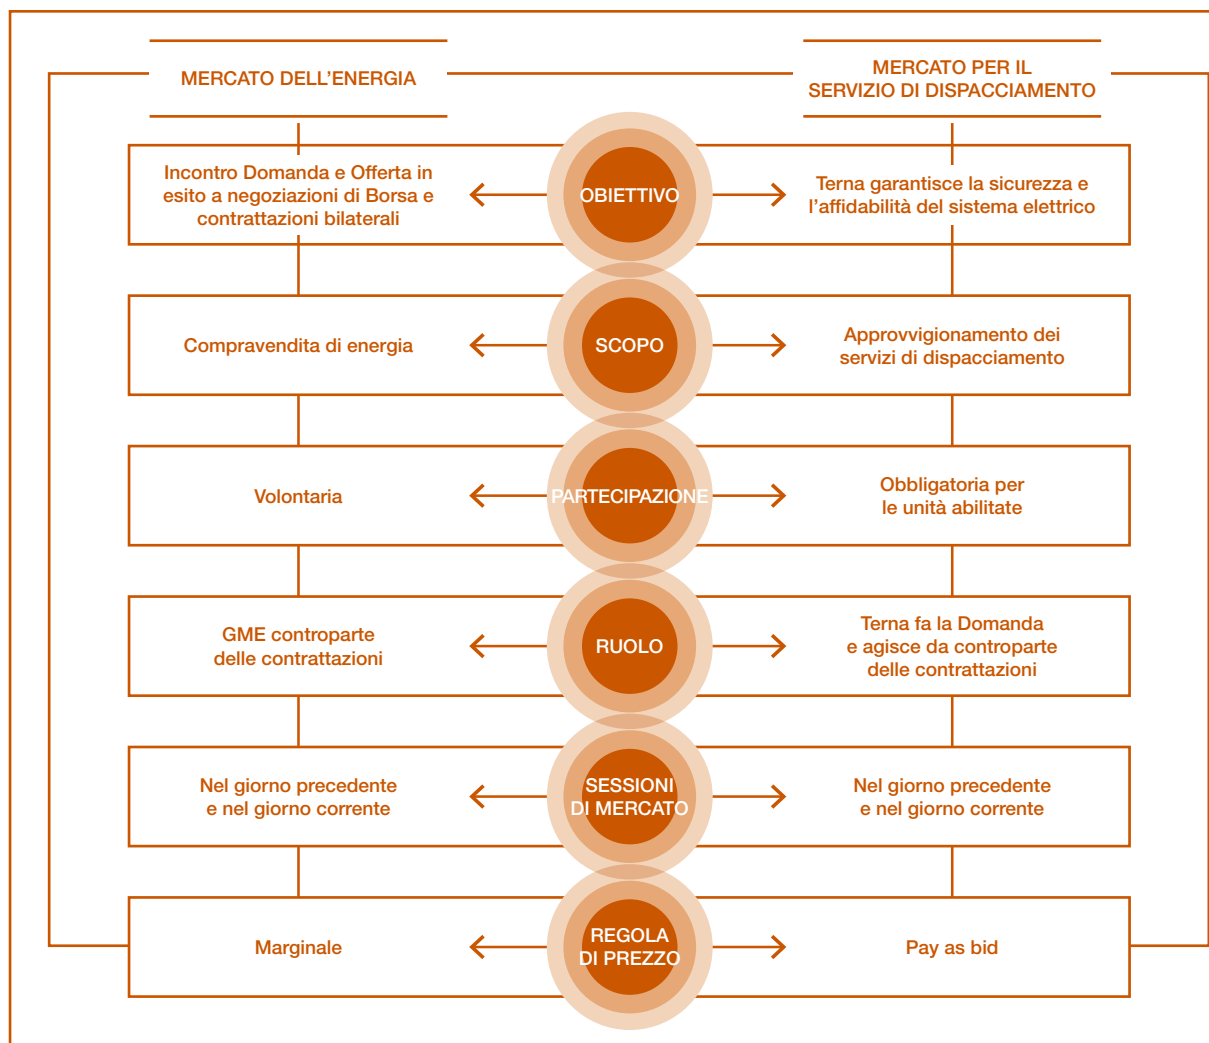 MERCATO DELL'ENERGIA
MERCATO PER IL
SERVIZIO DI DISPACCIAMENTO
Incontro Domanda e Offerta in
esito a negoziazioni di Borsa e
contrattazioni bilaterali
OBIETTIVO
Terna garantisce la sicurezza e
l'affidabilità del sistema elettrico
Compravendita di energia
SCOPO
Approvvigionamento dei
servizi di dispacciamento
Volontaria
PARTECIPAZIONE
Obbligatoria per
le unità abilitate
GME controparte
delle contrattazioni
RUOLO
Terna fa la Domanda
e agisce da controparte
delle contrattazioni
Nel giorno precedente
e nel giorno corrente
SESSIONI
DI MERCATO
Nel giorno precedente
e nel giorno corrente
Marginale
REGOLA
DI PREZZO
Pay as bid